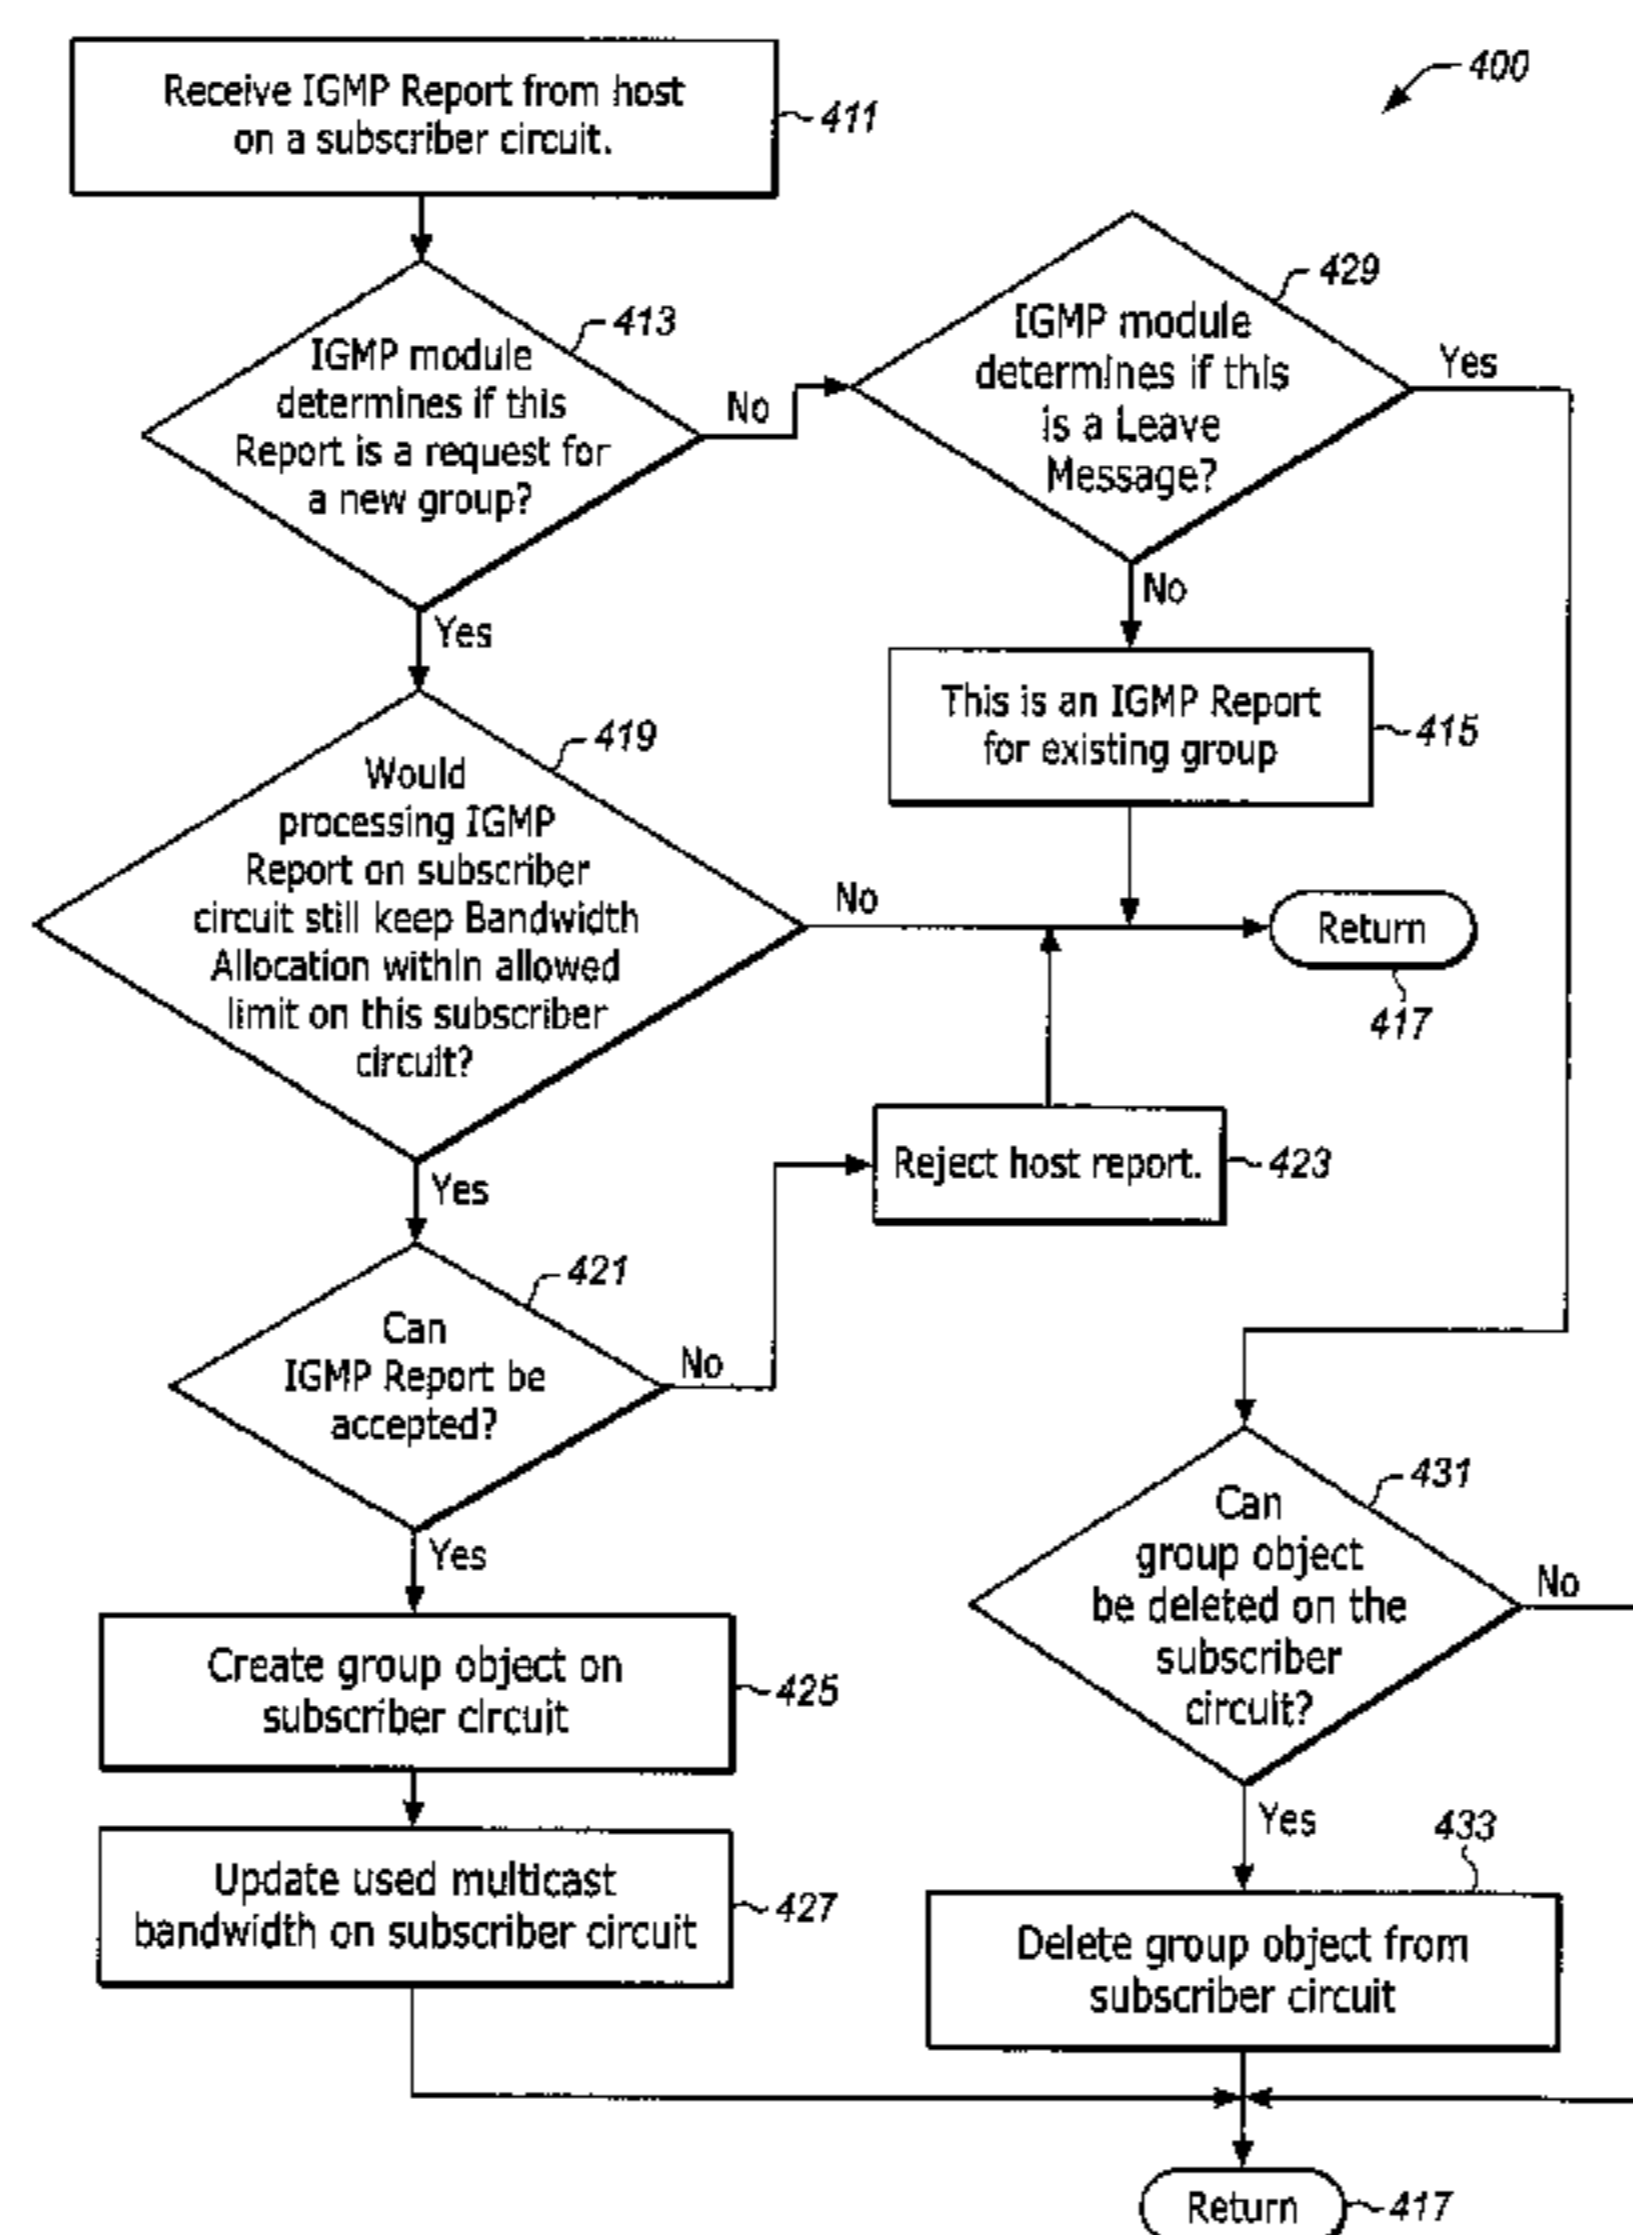 400
Receive IGMP Report from host
on a subscriber circuit.
411
IGMP module
determines if this
Report is a request for
a new group?
413
No
Yes
IGMP module
determines if this
is a Leave
Message?
429
Yes
No
This is an IGMP Report
for existing group
415
Would
processing IGMP
Report on subscriber
circuit still keep Bandwidth
Allocation within allowed
limit on this subscriber
circuit?
419
No
Return
417
Yes
Reject host report.
423
Can
IGMP Report be
accepted?
421
No
Yes
Can
group object
be deleted on the
subscriber
circuit?
431
No
Yes
Create group object on
subscriber circuit
425
Update used multicast
bandwidth on subscriber circuit
427
433
Delete group object from
subscriber circuit
Return
417